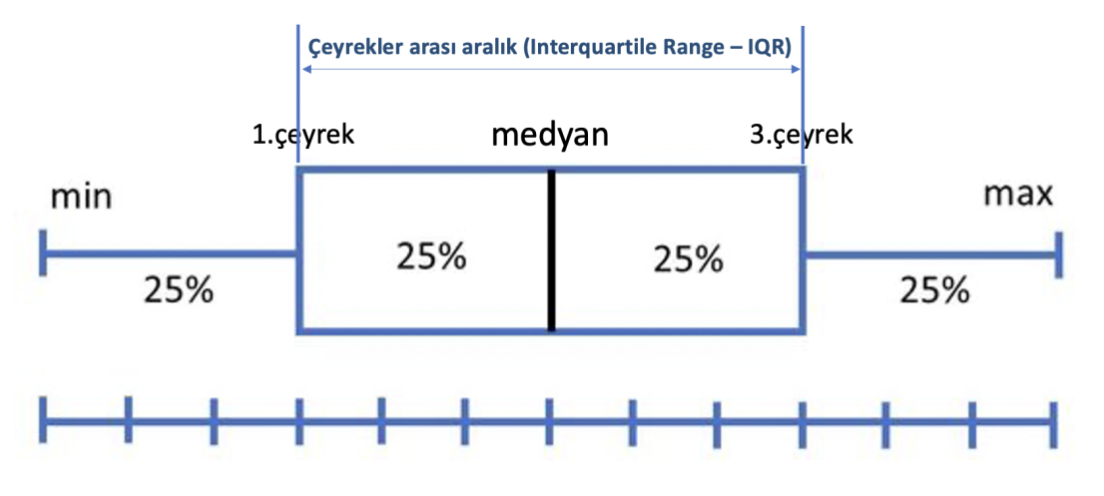 Çeyrekler arası aralık (Interquartile Range – IQR)
1.çeyrek
medyan
3.çeyrek
min
max
25%
25%
25%
25%